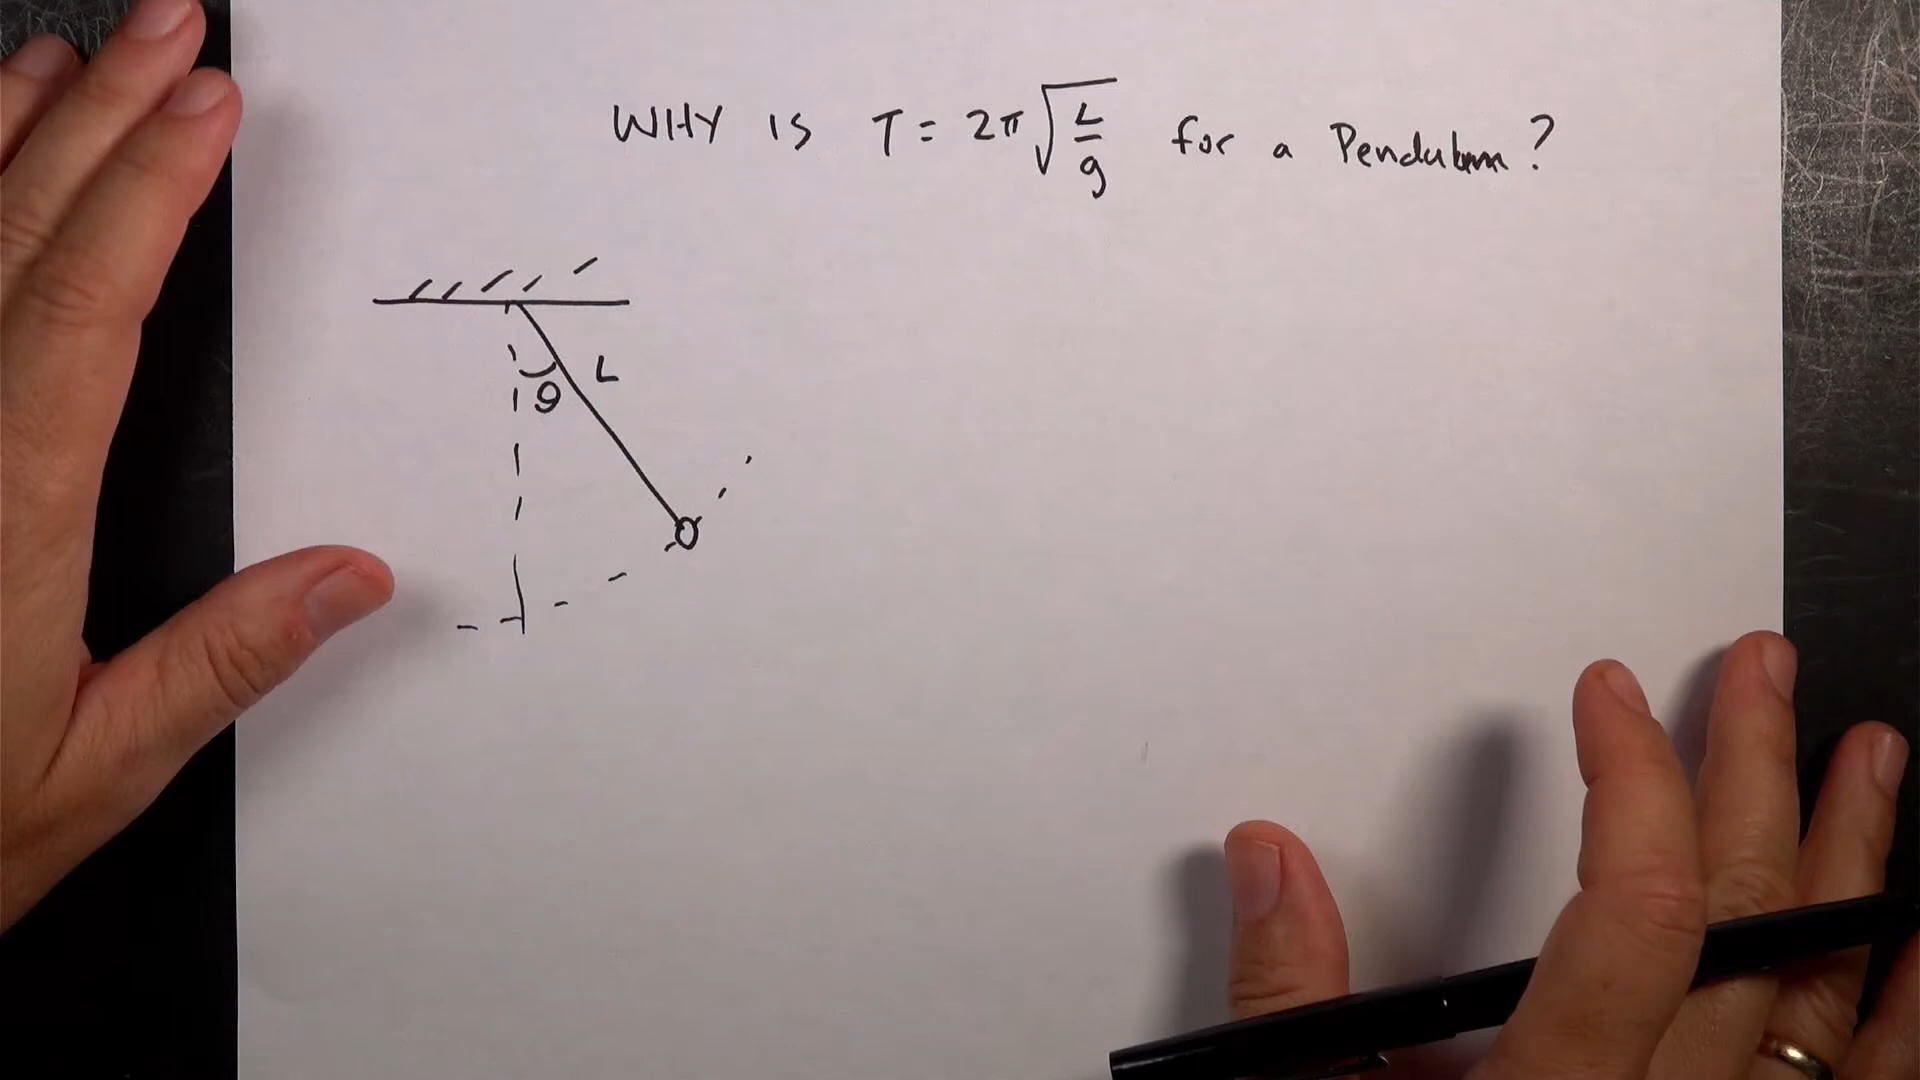 WHY IS T = 2π √(L/g) for a Pendulum ?
L
θ